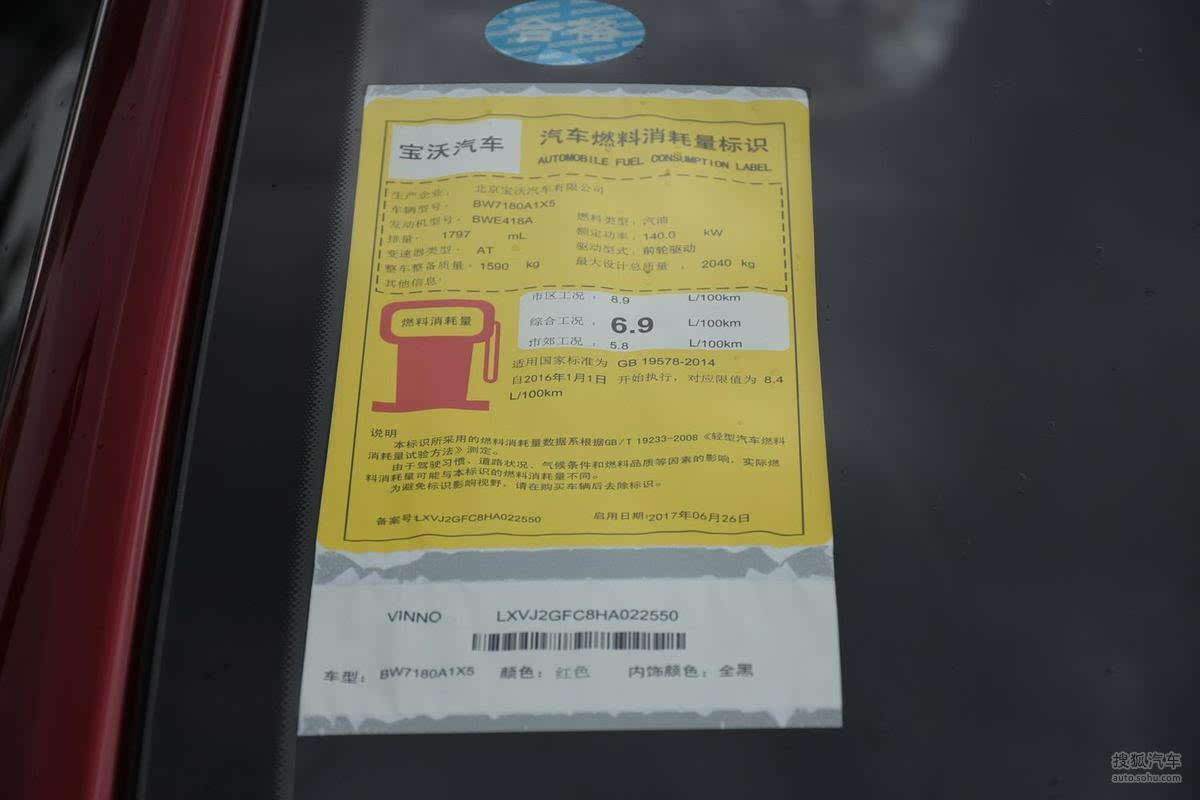 合格
宝沃汽车
汽车燃料消耗量标识
AUTOMOBILE FUEL CONSUMPTION LABEL
生产企业： 北京宝沃汽车有限公司
车辆型号： BW7180A1X5
发动机型号： BWE418A 燃料类型： 汽油
排量： 1797 mL 额定功率： 140.0 kW
变速器类型： AT 驱动型式： 前轮驱动
整车整备质量： 1590 kg 最大设计总质量： 2040 kg
其他信息：
燃料消耗量
市区工况： 8.9 L/100km
综合工况： 6.9 L/100km
市郊工况： 5.8 L/100km
适用国家标准为 GB 19578-2014
自2016年1月1日 开始执行，对应限值为 8.4
L/100km
说明
本标识所采用的燃料消耗量数据系根据GB/T 19233-2008《轻型汽车燃料
消耗量试验方法》测定。
由于驾驶习惯、道路状况、气候条件和燃料品质等因素的影响，实际燃
料消耗量可能与本标识的燃料消耗量不同。
为避免标识影响视野，请在购买车辆后去除标识。
备案号:LXVJ2GFC8HA022550 启用日期:2017年06月26日
VINNO LXVJ2GFC8HA022550
车型： BW7180A1X5 颜色： 红色 内饰颜色： 全黑
搜狐汽车
auto.sohu.com